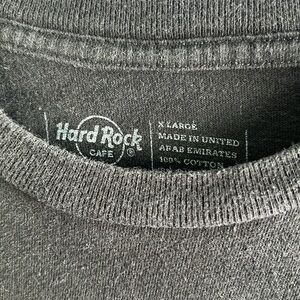 Hard Rock
CAFE ®
X LARGE
MADE IN UNITED
ARAB EMIRATES
100% COTTON